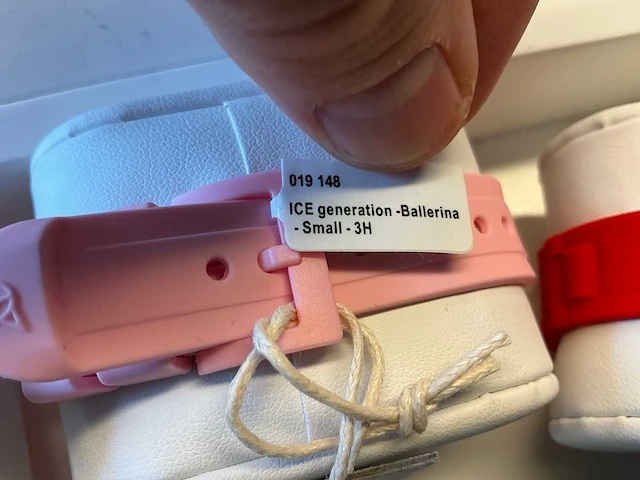 019 148
ICE generation -Ballerina
- Small - 3H